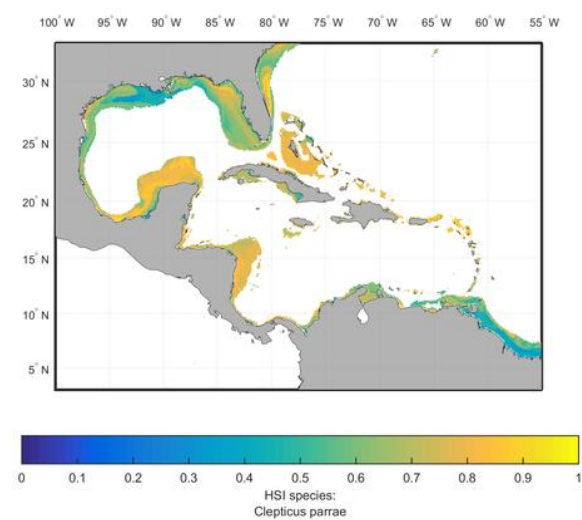 100° W 95° W 90° W 85° W 80° W 75° W 70° W 65° W 60° W 55° W
30° N
25° N
20° N
15° N
10° N
5° N
0 0.1 0.2 0.3 0.4 0.5 0.6 0.7 0.8 0.9 1
HSI species:
Clepticus parrae